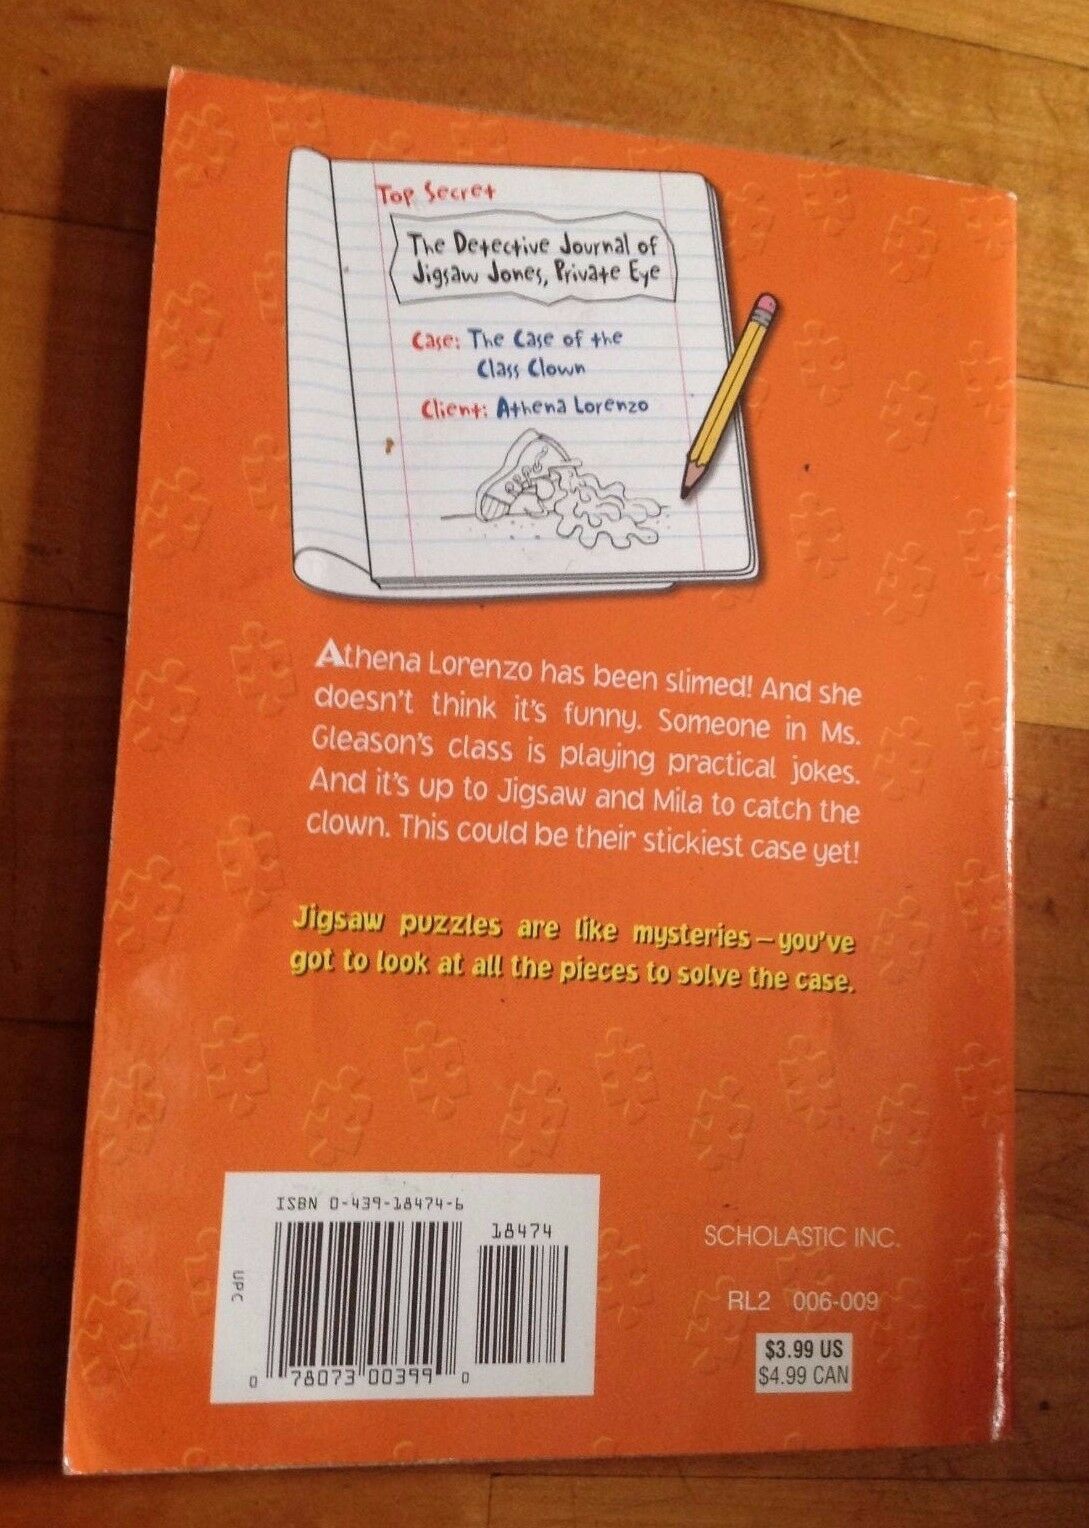 Top Secret
The Detective Journal of
Jigsaw Jones, Private Eye
Case: The Case of the
Class Clown
Client: Athena Lorenzo
Athena Lorenzo has been slimed! And she
doesn't think it's funny. Someone in Ms.
Gleason's class is playing practical jokes.
And it's up to Jigsaw and Mila to catch the
clown. This could be their stickiest case yet!
Jigsaw puzzles are like mysteries—you've
got to look at all the pieces to solve the case.
ISBN 0-439-18474-6
18474
UPC
0 78073 00399 0
SCHOLASTIC INC.
RL2 006-009
$3.99 US
$4.99 CAN